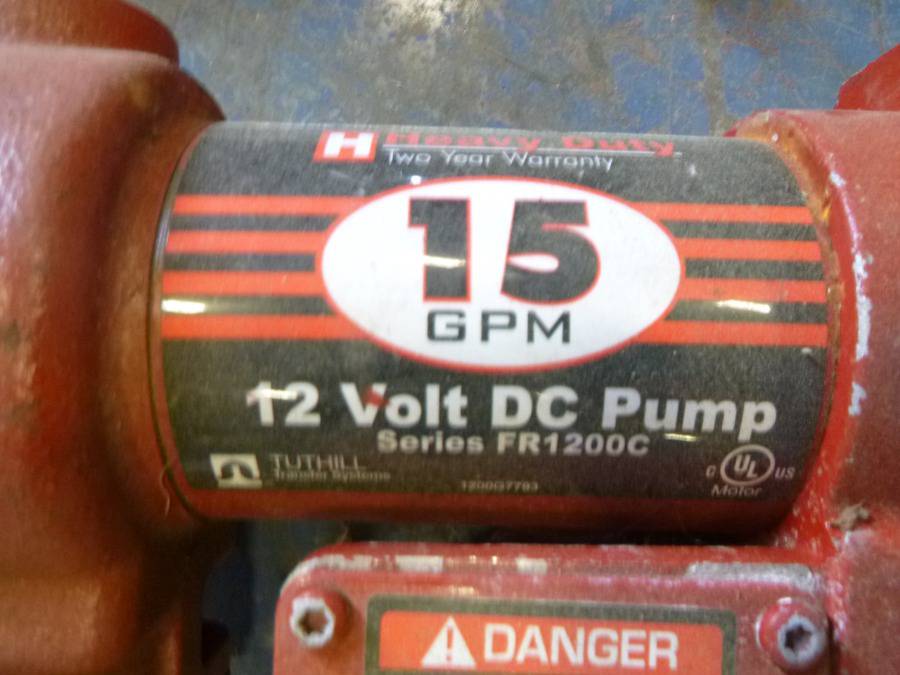 H Heavy Duty
Two Year Warranty
15
GPM
12 Volt DC Pump
Series FR1200C
TUTHILL
Transfer Systems
1200G7783
C UL US
Motor
DANGER